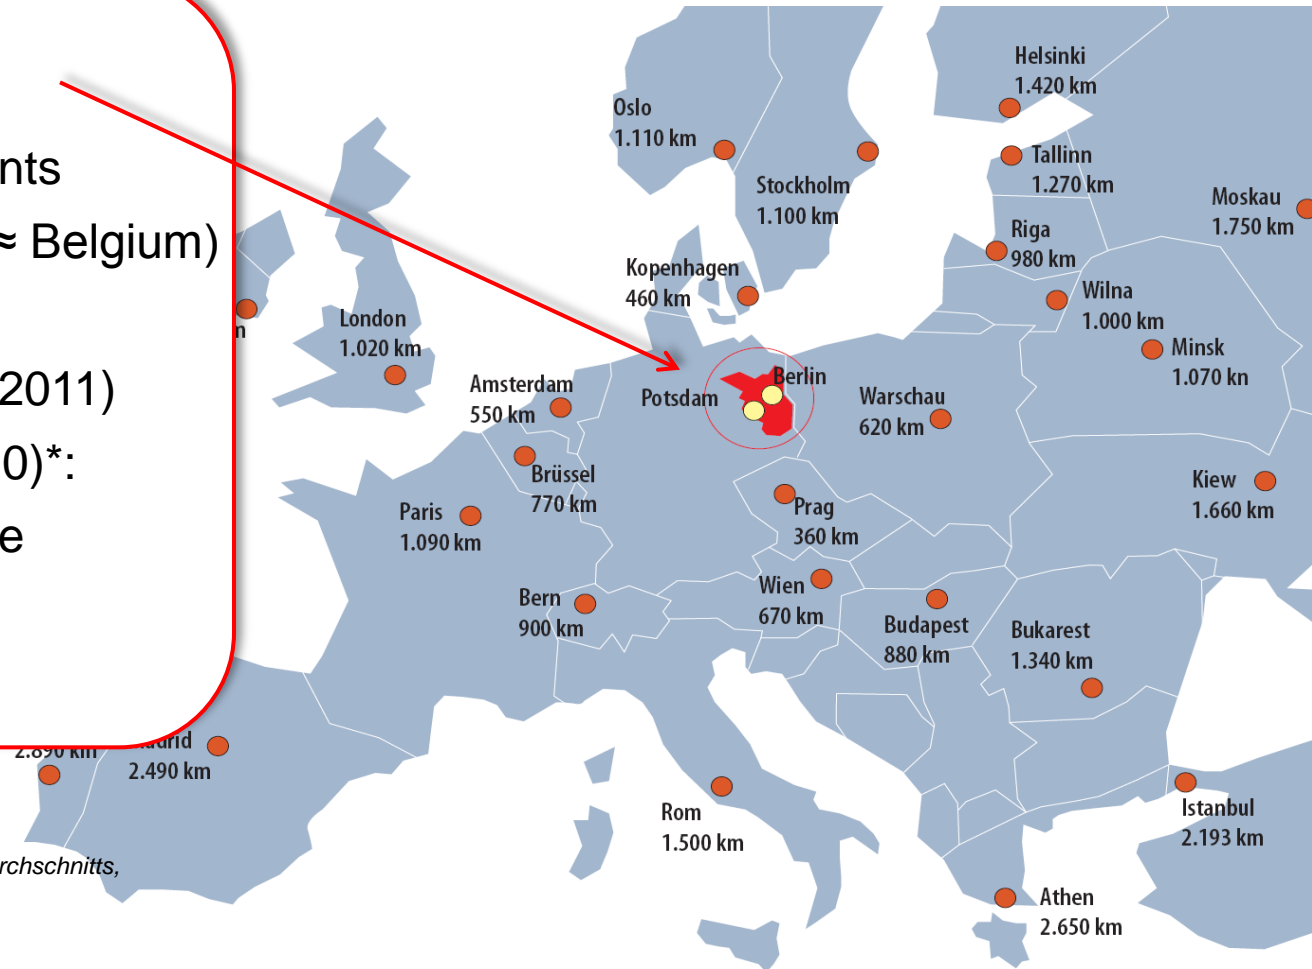 nts
≈ Belgium)
2011)
0)*:
e
Helsinki
1.420 km
Oslo
1.110 km
Tallinn
1.270 km
Stockholm
1.100 km
Moskau
1.750 km
Riga
980 km
Kopenhagen
460 km
Wilna
1.000 km
London
1.020 km
m
Minsk
1.070 kn
Berlin
Potsdam
Amsterdam
550 km
Warschau
620 km
Brüssel
770 km
Kiew
1.660 km
Paris
1.090 km
Prag
360 km
Wien
670 km
Bern
900 km
Budapest
880 km
Bukarest
1.340 km
2.890 km
adrid
2.490 km
Rom
1.500 km
Istanbul
2.193 km
rchschnitts,
Athen
2.650 km